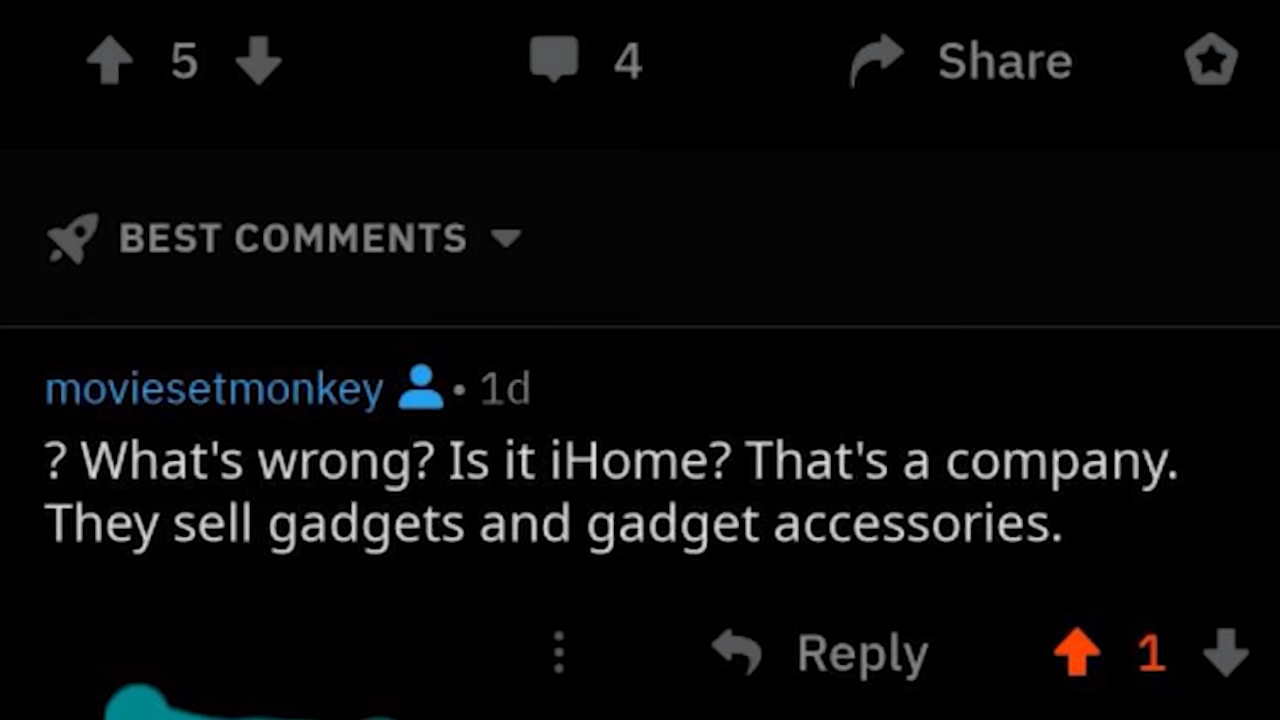 5 4 Share
BEST COMMENTS
moviesetmonkey • 1d
? What's wrong? Is it iHome? That's a company.
They sell gadgets and gadget accessories.
Reply 1